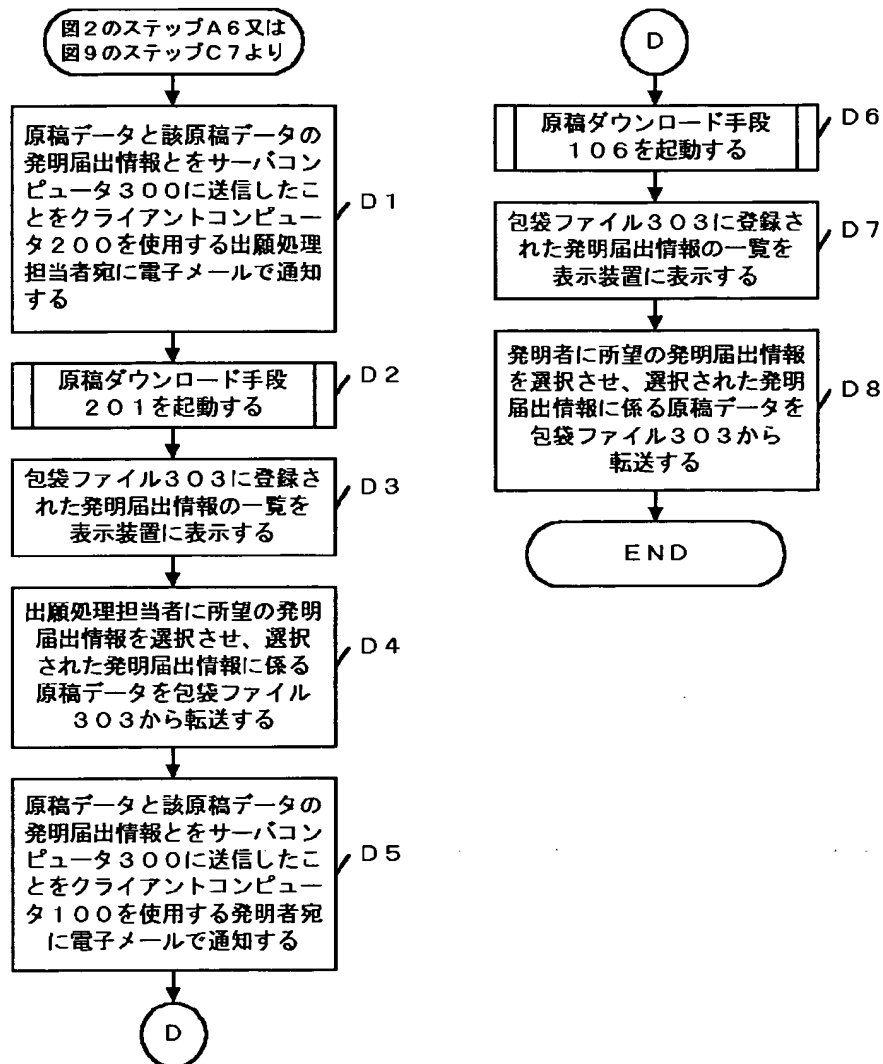 図2のステップA6又は
図9のステップC7より
原稿データと該原稿データの
発明届出情報とをサーバコン
ピュータ300に送信したこ
とをクライアントコンピュー
タ200を使用する出願処理
担当者宛に電子メールで通知
する
D1
原稿ダウンロード手段
201を起動する
D2
包袋ファイル303に登録さ
れた発明届出情報の一覧を
表示装置に表示する
D3
出願処理担当者に所望の発明
届出情報を選択させ、選択
された発明届出情報に係る
原稿データを包袋ファイル
303から転送する
D4
原稿データと該原稿データの
発明届出情報とをサーバコン
ピュータ300に送信したこ
とをクライアントコンピュー
タ100を使用する発明者宛
に電子メールで通知する
D5
D
D
原稿ダウンロード手段
106を起動する
D6
包袋ファイル303に登録さ
れた発明届出情報の一覧を
表示装置に表示する
D7
発明者に所望の発明届出情報
を選択させ、選択された発明
届出情報に係る原稿データを
包袋ファイル303から
転送する
D8
END